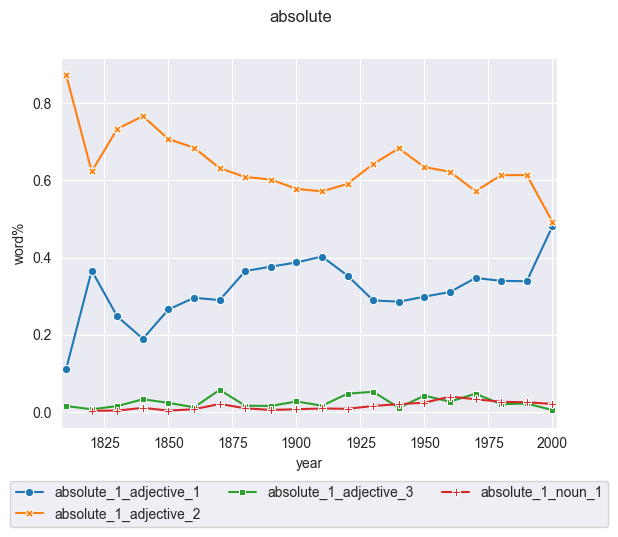 absolute
0.8
0.6
0.4
0.2
0.0
word%
1825 1850 1875 1900 1925 1950 1975 2000
year
absolute_1_adjective_1 absolute_1_adjective_3 absolute_1_noun_1
absolute_1_adjective_2